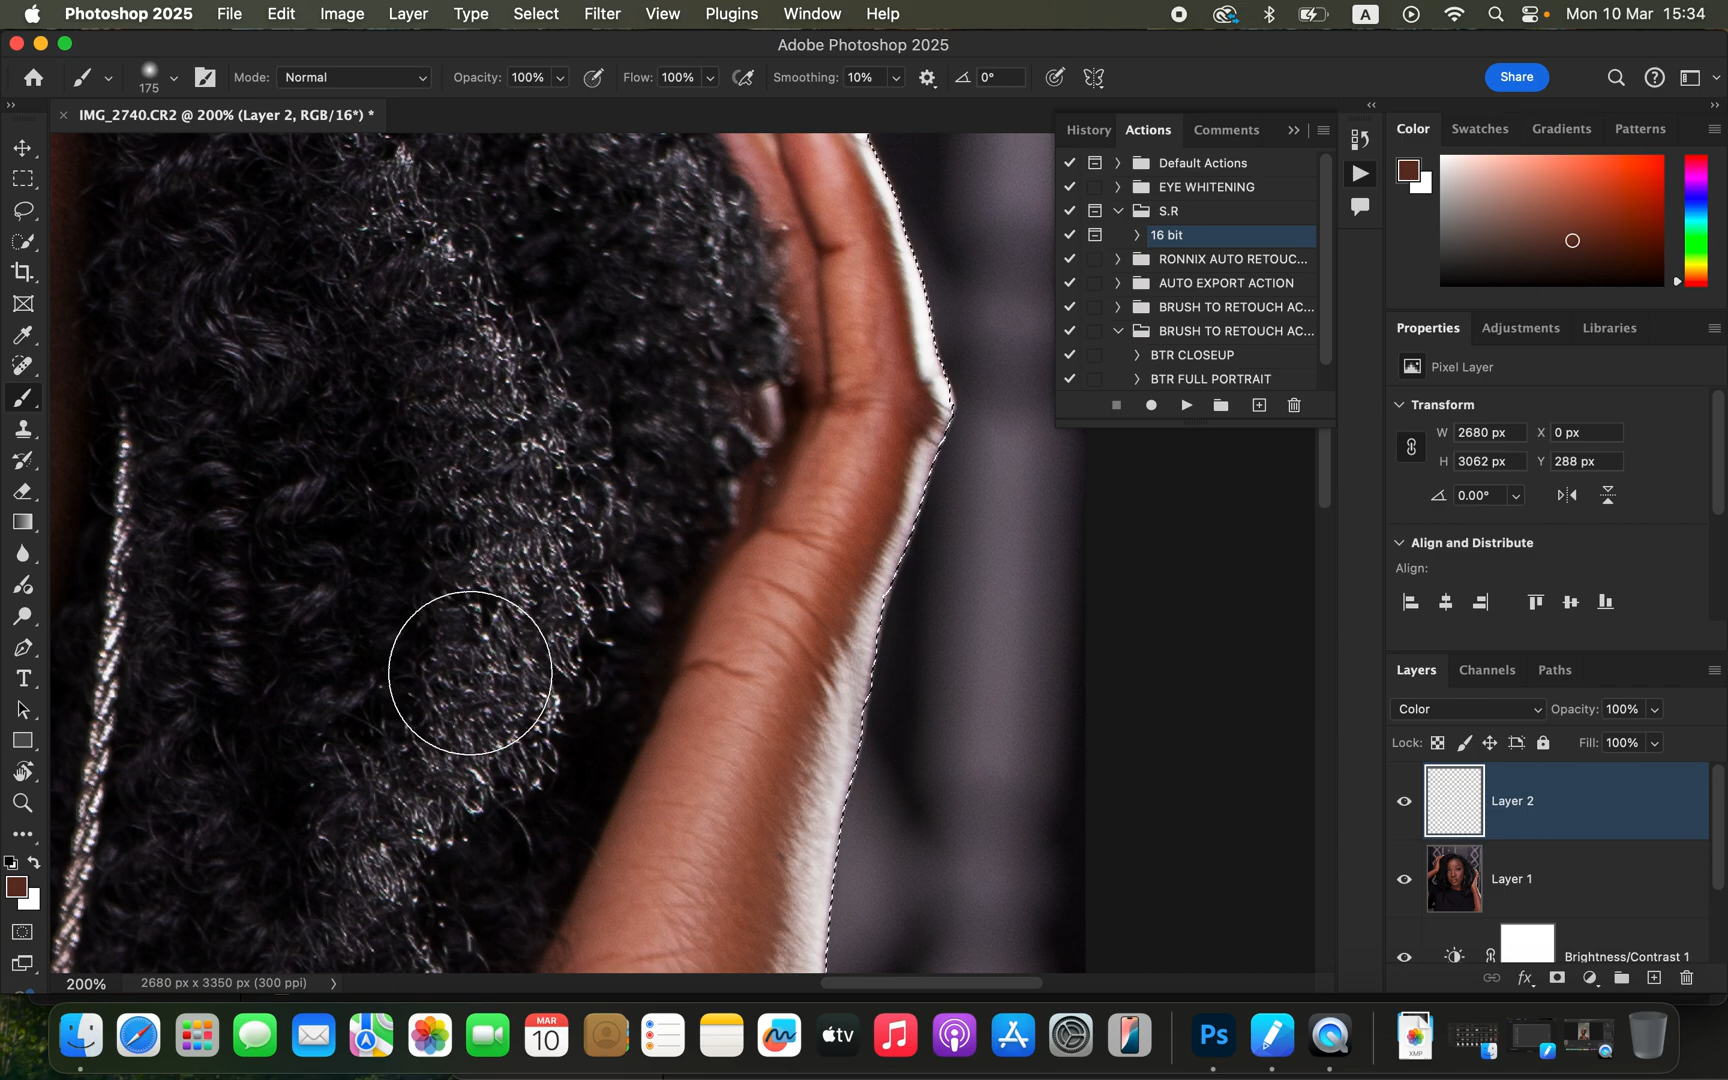 Photoshop 2025 File Edit Image Layer Type Select Filter View Plugins Window Help A Mon 10 Mar 15:34
Adobe Photoshop 2025
175 Mode: Normal Opacity: 100% Flow: 100% Smoothing: 10% 0° Share
IMG_2740.CR2 @ 200% (Layer 2, RGB/16*) *
History Actions Comments
Default Actions
EYE WHITENING
S.R
16 bit
RONNIX AUTO RETOUC...
AUTO EXPORT ACTION
BRUSH TO RETOUCH AC...
BRUSH TO RETOUCH AC...
BTR CLOSEUP
BTR FULL PORTRAIT
Color Swatches Gradients Patterns
Properties Adjustments Libraries
Pixel Layer
Transform
W 2680 px X 0 px
H 3062 px Y 288 px
0.00°
Align and Distribute
Align:
Layers Channels Paths
Color Opacity: 100%
Lock: Fill: 100%
Layer 2
Layer 1
Brightness/Contrast 1
fx
200% 2680 px x 3350 px (300 ppi)
MAR
10
tv
Ps
XMP